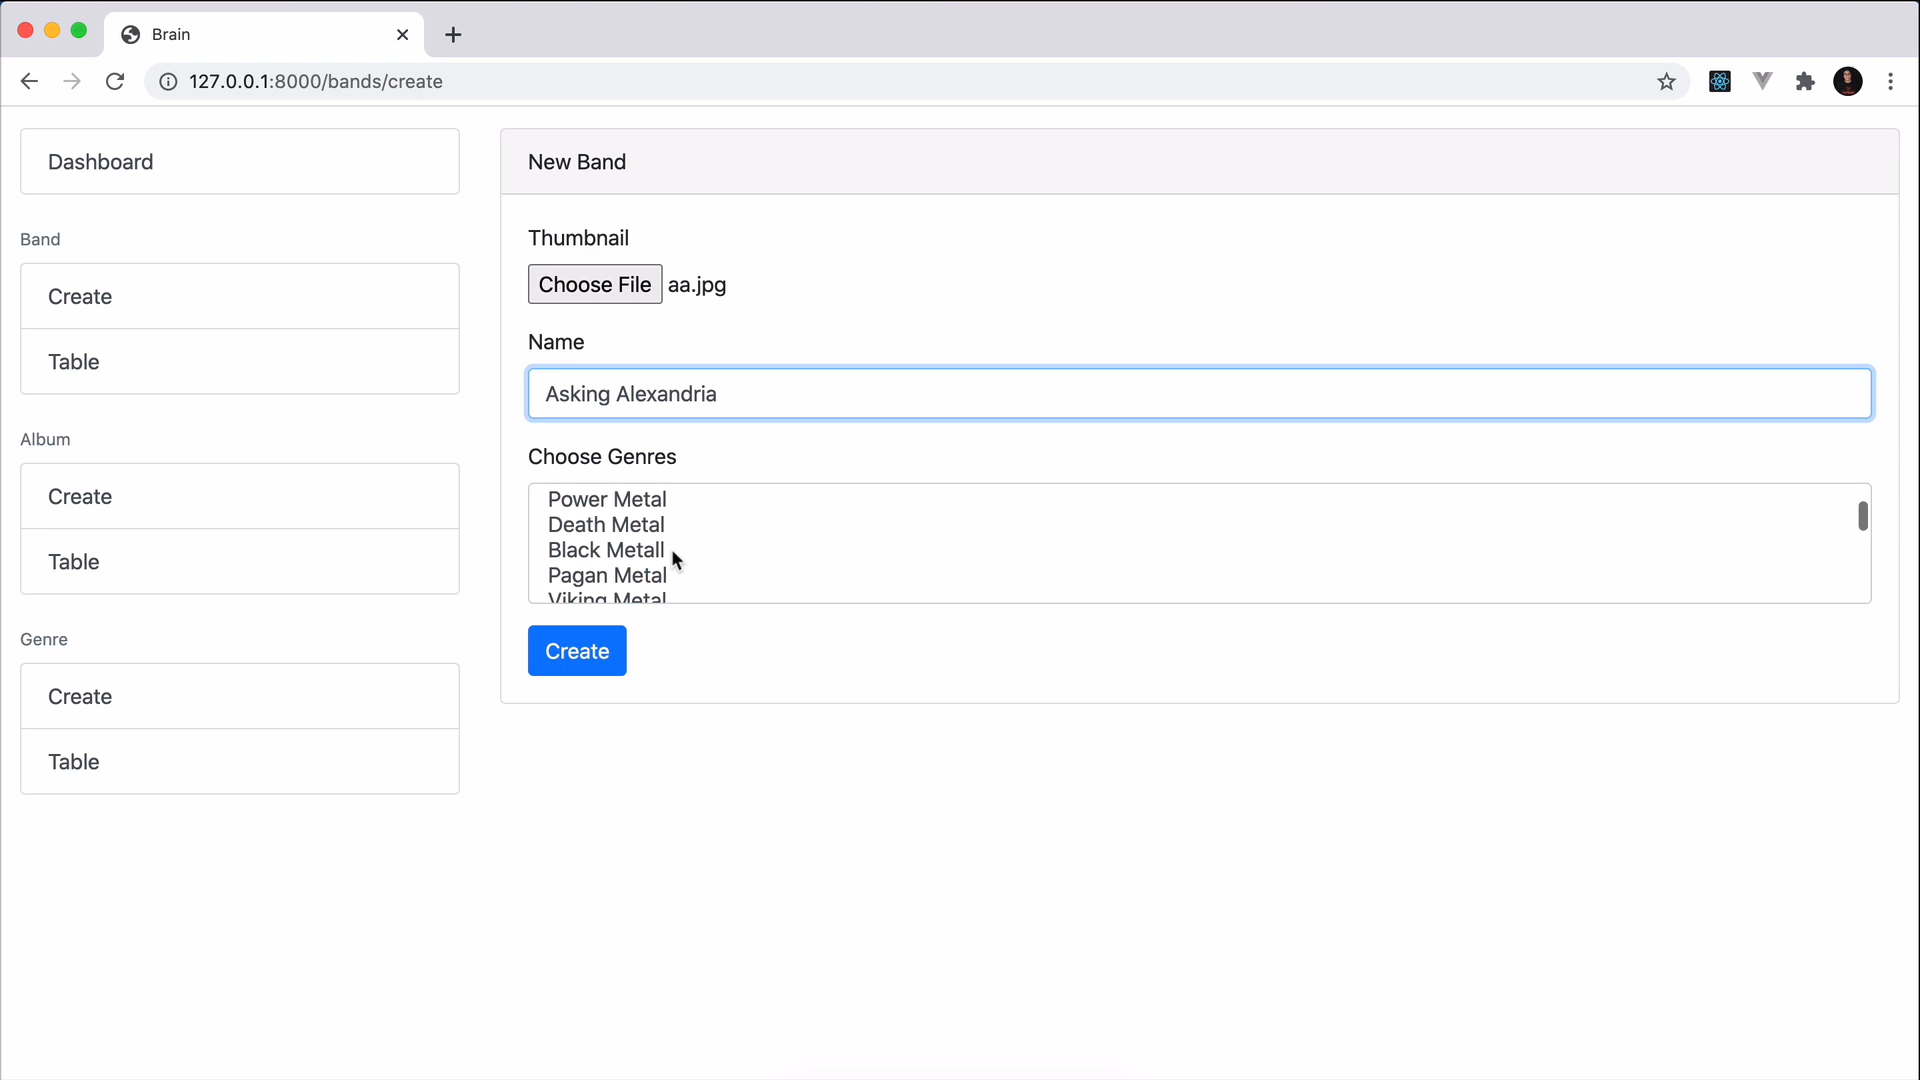 Brain
127.0.0.1:8000/bands/create
Dashboard
Band
Create
Table
Album
Create
Table
Genre
Create
Table
New Band
Thumbnail
Choose File aa.jpg
Name
Asking Alexandria
Choose Genres
Power Metal
Death Metal
Black Metall
Pagan Metal
Viking Metal
Create